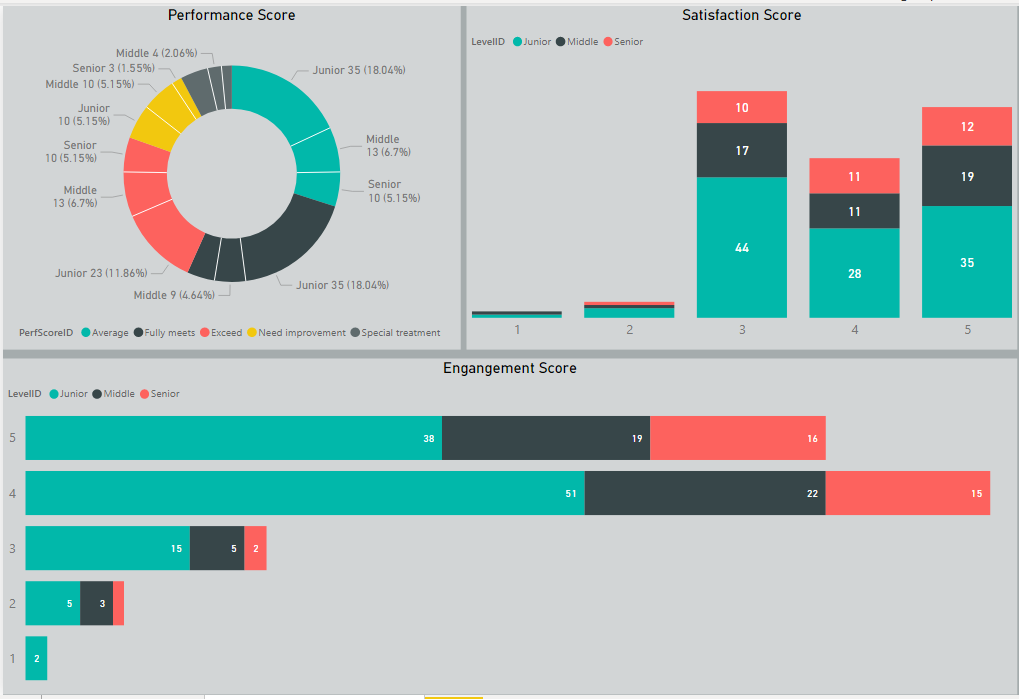 Performance Score
Middle 4 (2.06%)
Senior 3 (1.55%)
Middle 10 (5.15%)
Junior
10 (5.15%)
Senior
10 (5.15%)
Middle
13 (6.7%)
Junior 23 (11.86%)
Middle 9 (4.64%)
Junior 35 (18.04%)
Middle
13 (6.7%)
Senior
10 (5.15%)
Junior 35 (18.04%)
PerfScoreID Average Fully meets Exceed Need improvement Special treatment
Satisfaction Score
LevelID Junior Middle Senior
10
17
44
11
11
28
12
19
35
1 2 3 4 5
Engangement Score
LevelID Junior Middle Senior
5 38 19 16
4 51 22 15
3 15 5 2
2 5 3
1 2